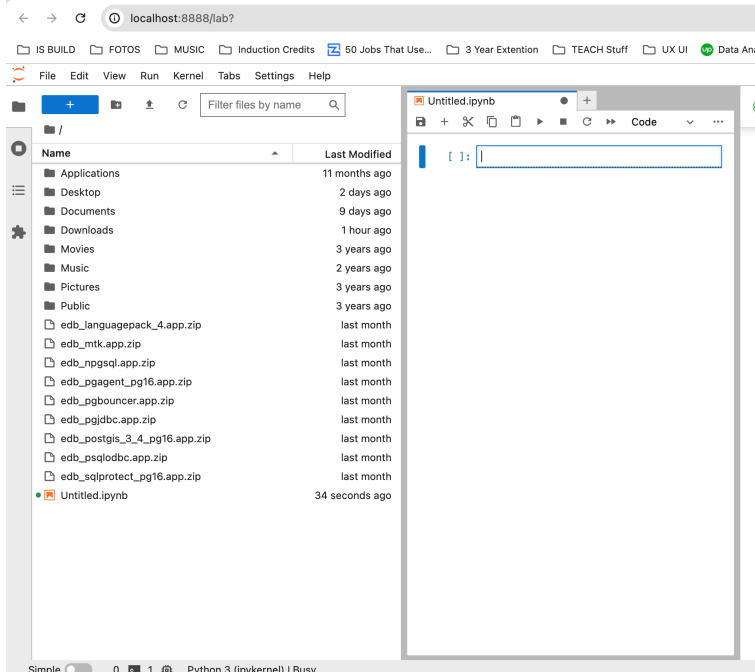 localhost:8888/lab?
IS BUILD FOTOS MUSIC Induction Credits 50 Jobs That Use... 3 Year Extention TEACH Stuff UX UI up Data Ana
File Edit View Run Kernel Tabs Settings Help
+ Filter files by name
/
Name Last Modified
Applications 11 months ago
Desktop 2 days ago
Documents 9 days ago
Downloads 1 hour ago
Movies 3 years ago
Music 2 years ago
Pictures 3 years ago
Public 3 years ago
edb_languagepack_4.app.zip last month
edb_mtk.app.zip last month
edb_npgsql.app.zip last month
edb_pgagent_pg16.app.zip last month
edb_pgbouncer.app.zip last month
edb_pgjdbc.app.zip last month
edb_postgis_3_4_pg16.app.zip last month
edb_psqlodbc.app.zip last month
edb_sqlprotect_pg16.app.zip last month
Untitled.ipynb 34 seconds ago
Untitled.ipynb +
Code ...
[ ]:
Simple 0 1 Python 3 (ipykernel) | Busy